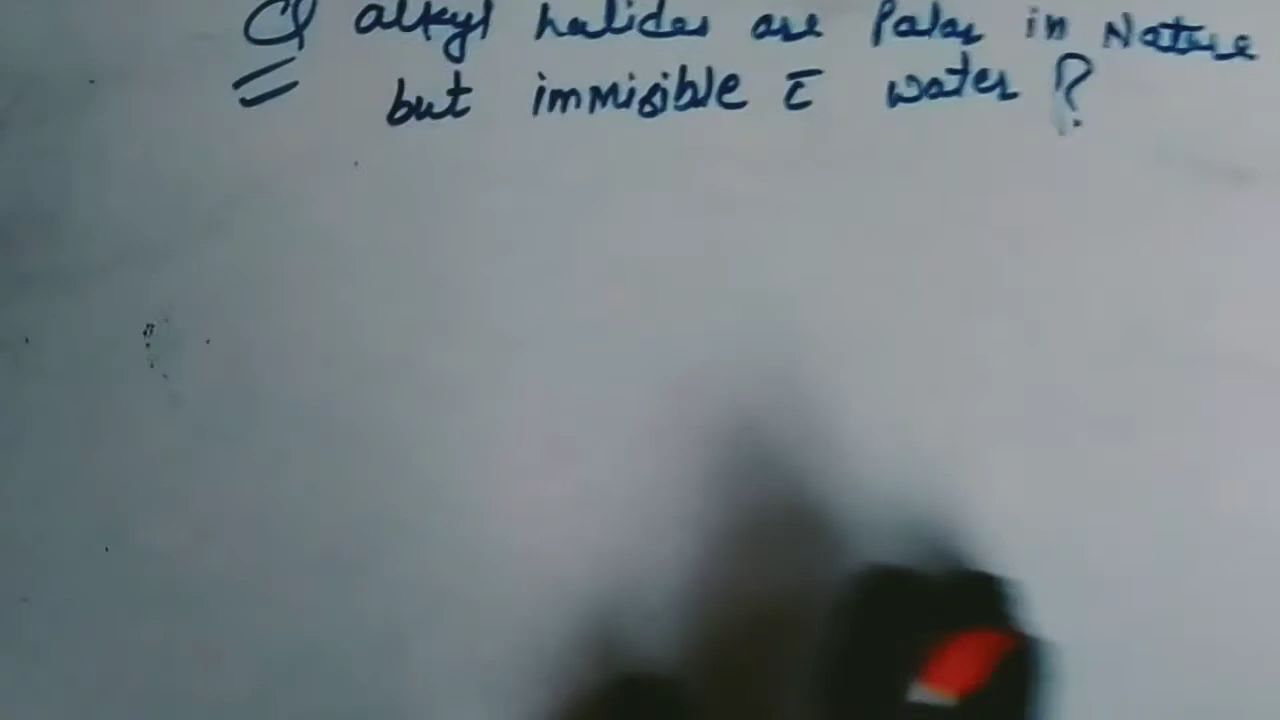 Q alkyl halides are Polar in Nature
but immisible c̄ water ?